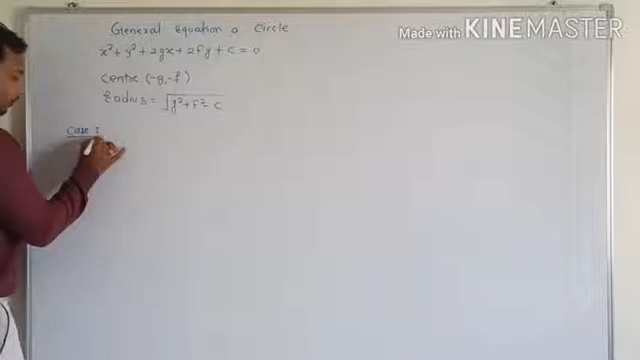 General Equation o Circle
x² + y² + 2gx + 2fy + c = 0
Centre (-g, -f)
Radius = √g²+f²-c
Case I
Made with KINEMASTER